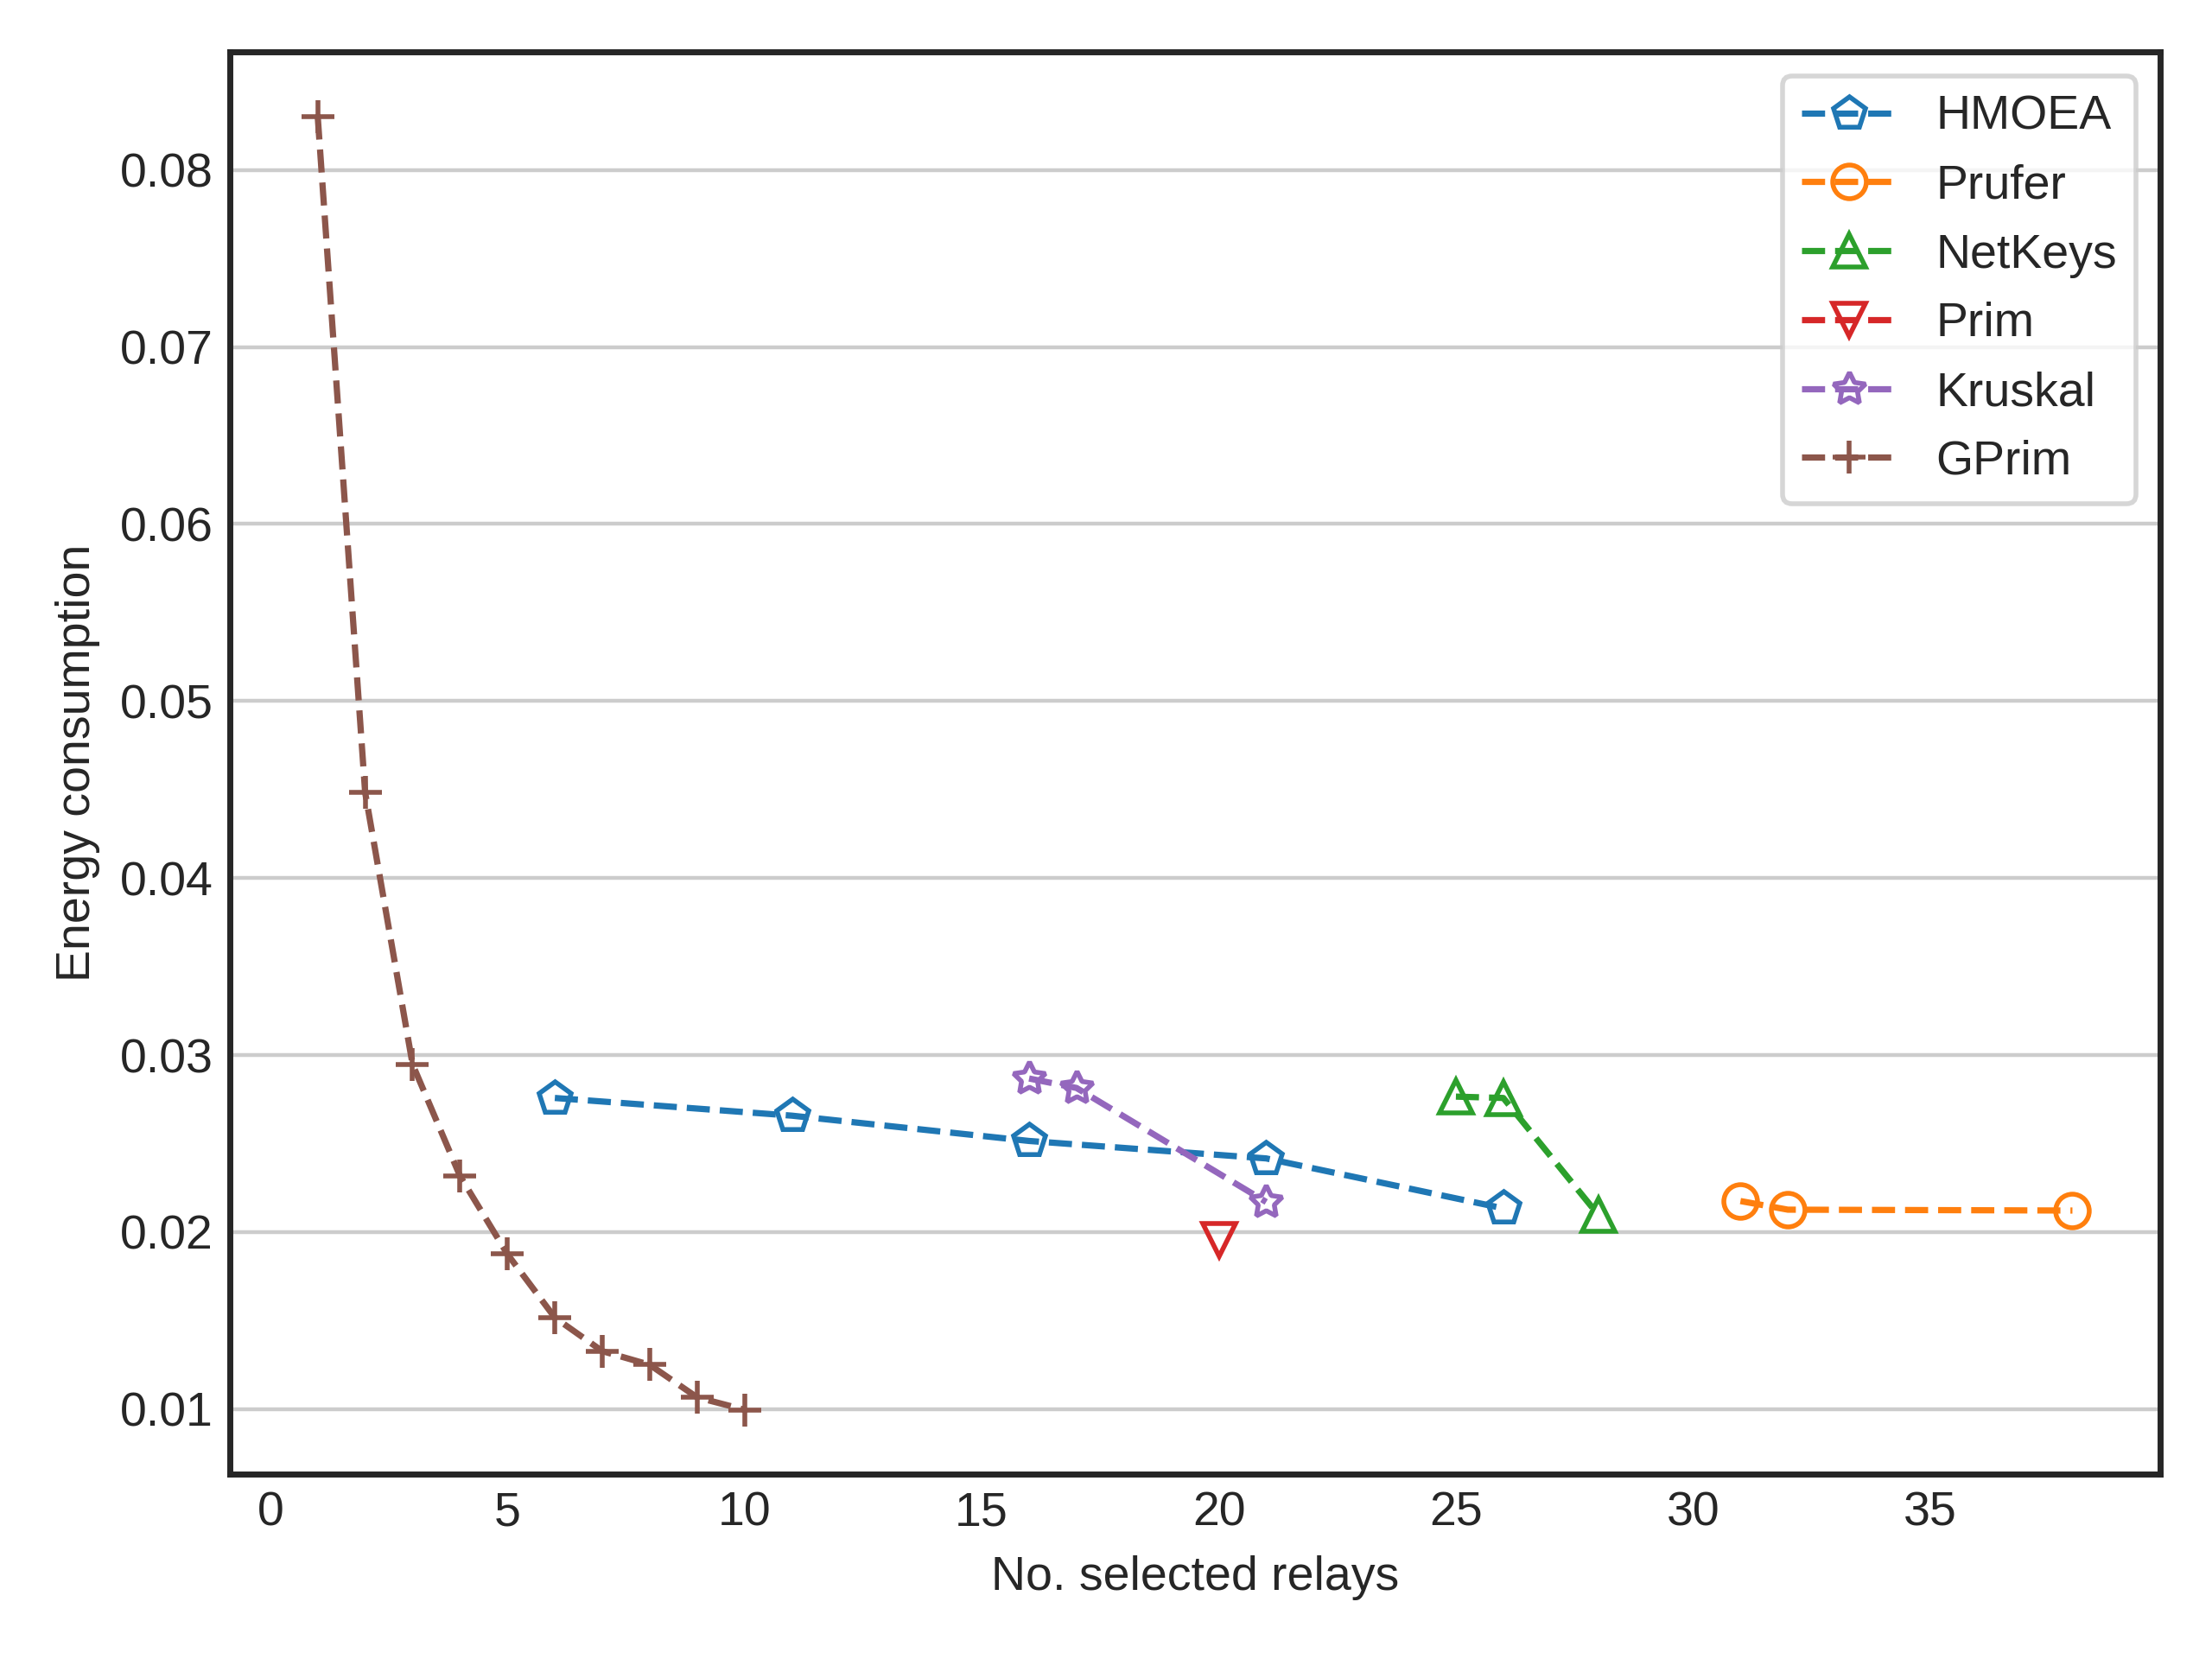 HMOEA
Prufer
NetKeys
Prim
Kruskal
GPrim
0.08
0.07
0.06
0.05
0.04
0.03
0.02
0.01
Energy consumption
0 5 10 15 20 25 30 35
No. selected relays